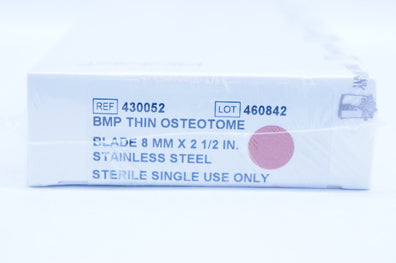 REF 430052 LOT 460842
BMP THIN OSTEOTOME
BLADE 8 MM X 2 1/2 IN.
STAINLESS STEEL
STERILE SINGLE USE ONLY